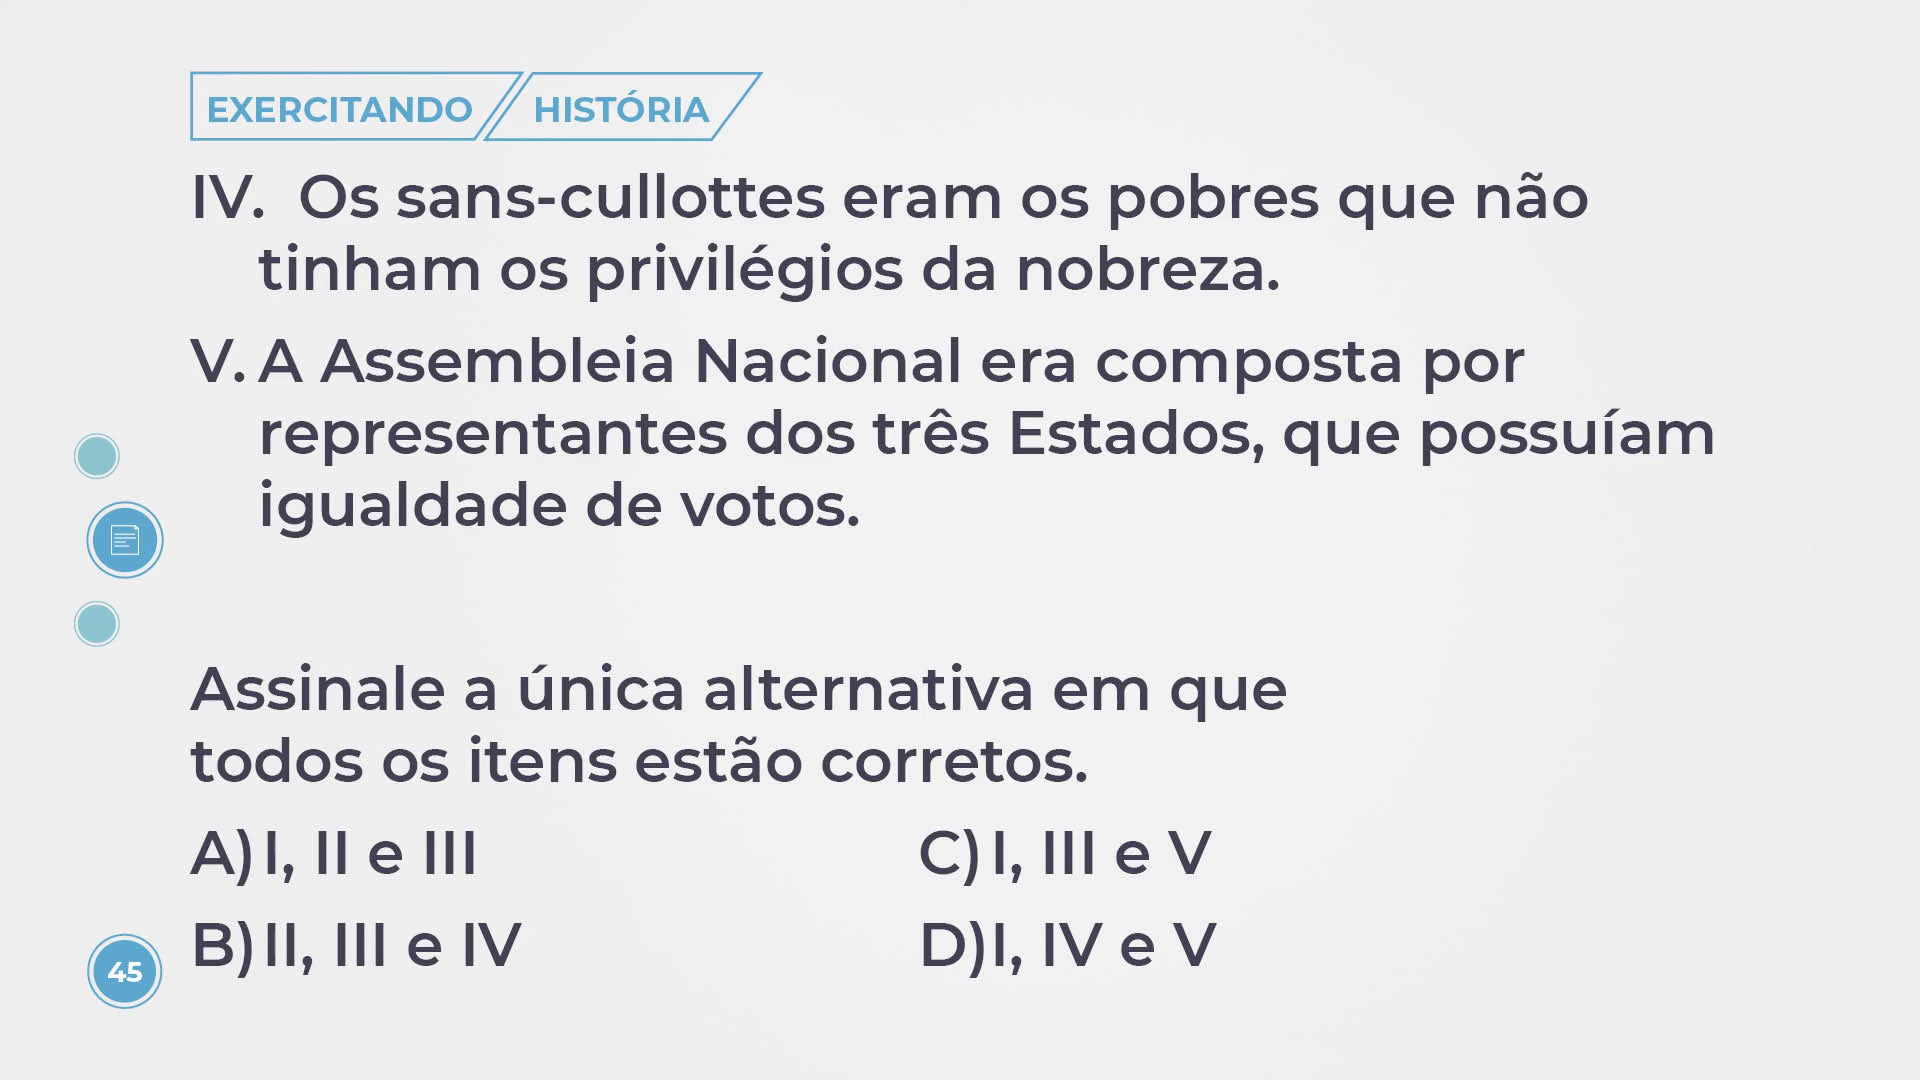 EXERCITANDO HISTÓRIA
IV. Os sans-cullottes eram os pobres que não
tinham os privilégios da nobreza.
V. A Assembleia Nacional era composta por
representantes dos três Estados, que possuíam
igualdade de votos.
Assinale a única alternativa em que
todos os itens estão corretos.
A) I, II e III
C) I, III e V
B) II, III e IV
D) I, IV e V
45